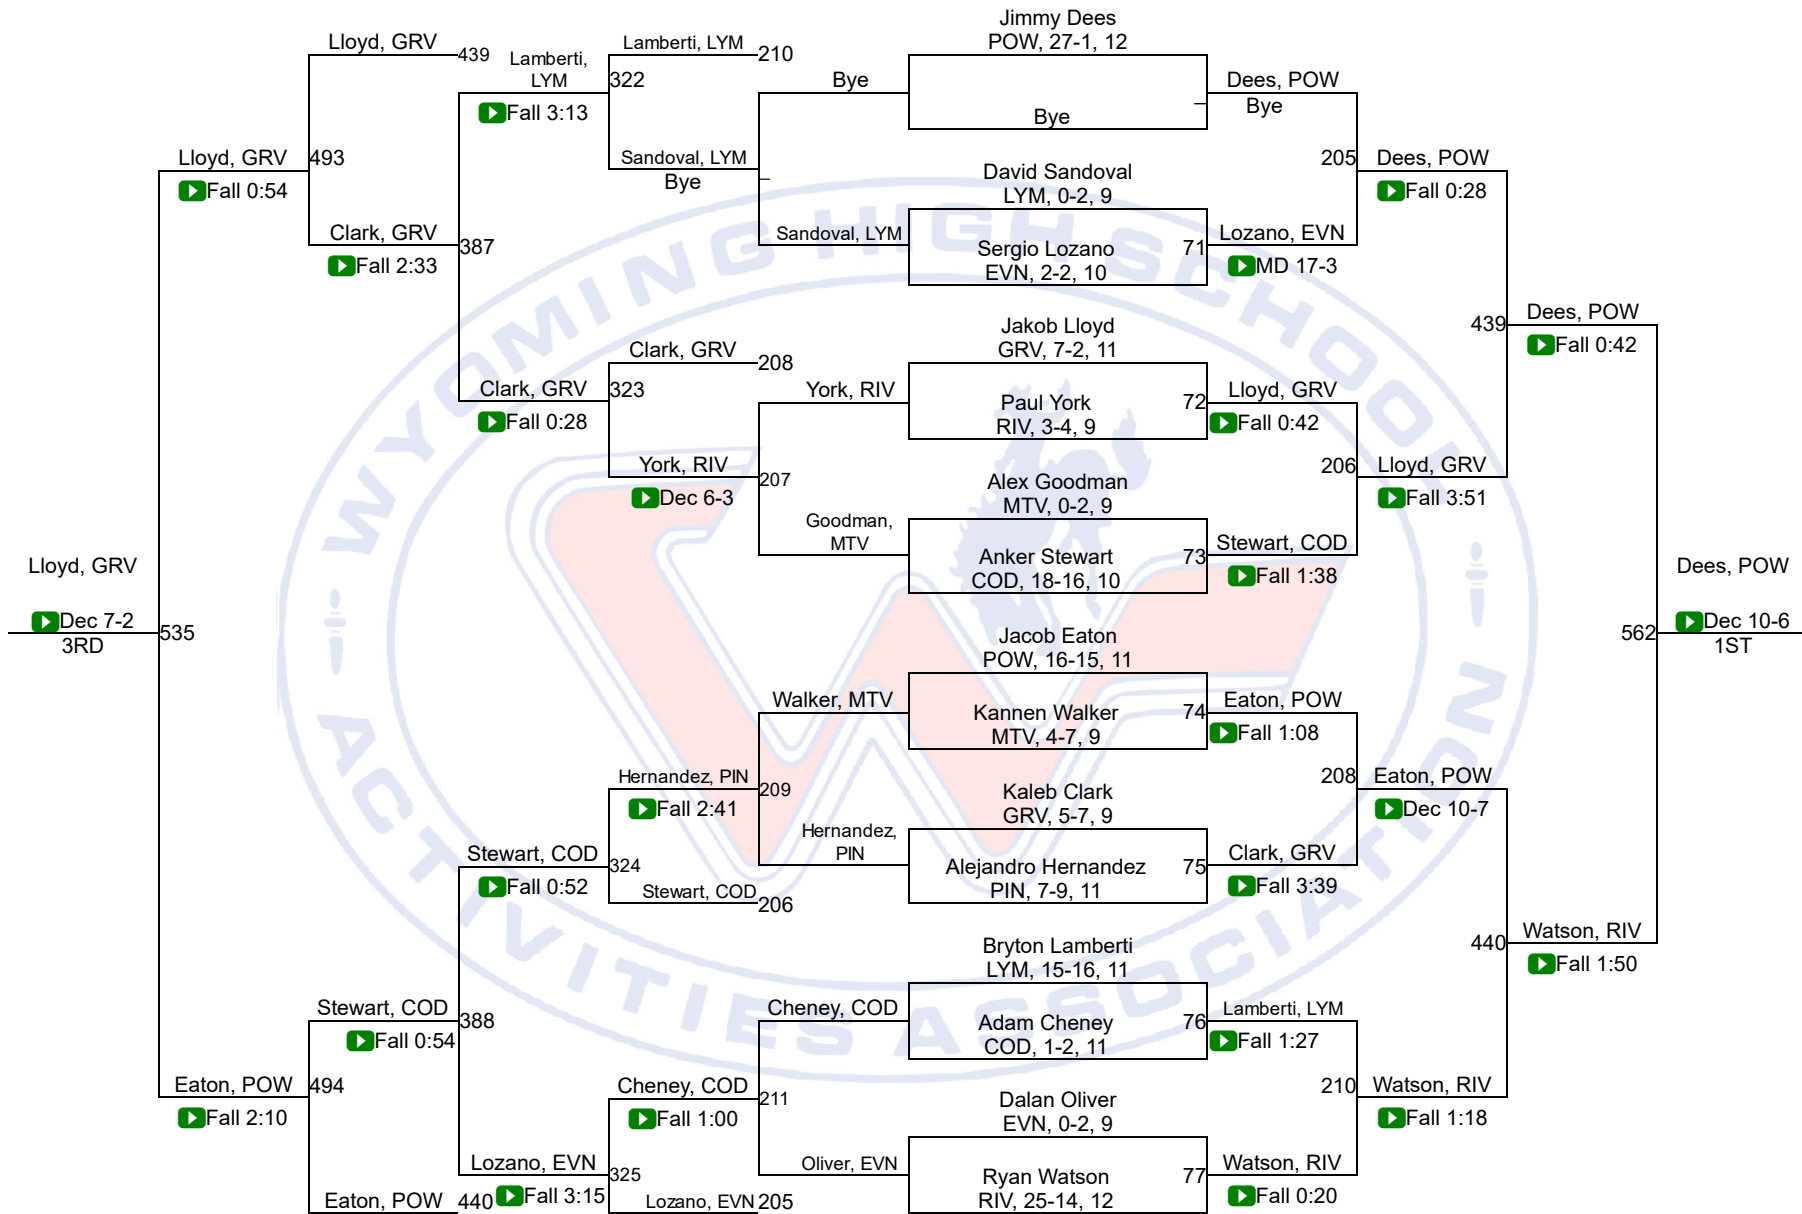 Jimmy Dees
POW, 27-1, 12
Bye
David Sandoval
LYM, 0-2, 9
Sergio Lozano
EVN, 2-2, 10
71
Jakob Lloyd
GRV, 7-2, 11
Paul York
RIV, 3-4, 9
72
Alex Goodman
MTV, 0-2, 9
Anker Stewart
COD, 18-16, 10
73
Jacob Eaton
POW, 16-15, 11
Kannen Walker
MTV, 4-7, 9
74
Kaleb Clark
GRV, 5-7, 9
Alejandro Hernandez
PIN, 7-9, 11
75
Bryton Lamberti
LYM, 15-16, 11
Adam Cheney
COD, 1-2, 11
76
Dalan Oliver
EVN, 0-2, 9
Ryan Watson
RIV, 25-14, 12
77
Dees, POW
Bye
205
Lozano, EVN
MD 17-3
Lloyd, GRV
Fall 0:42
206
Stewart, COD
Fall 1:38
Eaton, POW
Fall 1:08
208
Clark, GRV
Fall 3:39
Lamberti, LYM
Fall 1:27
210
Watson, RIV
Fall 0:20
Dees, POW
Fall 0:28
439
Lloyd, GRV
Fall 3:51
Eaton, POW
Dec 10-7
440
Watson, RIV
Fall 1:18
Dees, POW
Fall 0:42
562
Watson, RIV
Fall 1:50
Dees, POW
Dec 10-6
1ST
Bye
Sandoval, LYM
York, RIV
207
Goodman,
MTV
Walker, MTV
209
Hernandez,
PIN
Cheney, COD
211
Oliver, EVN
Lamberti, LYM
210
322
Sandoval, LYM
Bye
Clark, GRV
208
323
York, RIV
Dec 6-3
Hernandez, PIN
Fall 2:41
324
Stewart, COD
206
Cheney, COD
Fall 1:00
325
Lozano, EVN
205
Lamberti,
LYM
Fall 3:13
387
Clark, GRV
Fall 0:28
Stewart, COD
Fall 0:52
388
Lozano, EVN
Fall 3:15
Lloyd, GRV
439
493
Clark, GRV
Fall 2:33
Stewart, COD
Fall 0:54
494
Eaton, POW
440
Lloyd, GRV
Fall 0:54
535
Eaton, POW
Fall 2:10
Lloyd, GRV
Dec 7-2
3RD
WYOMING HIGH SCHOOL
ACTIVITIES ASSOCIATION